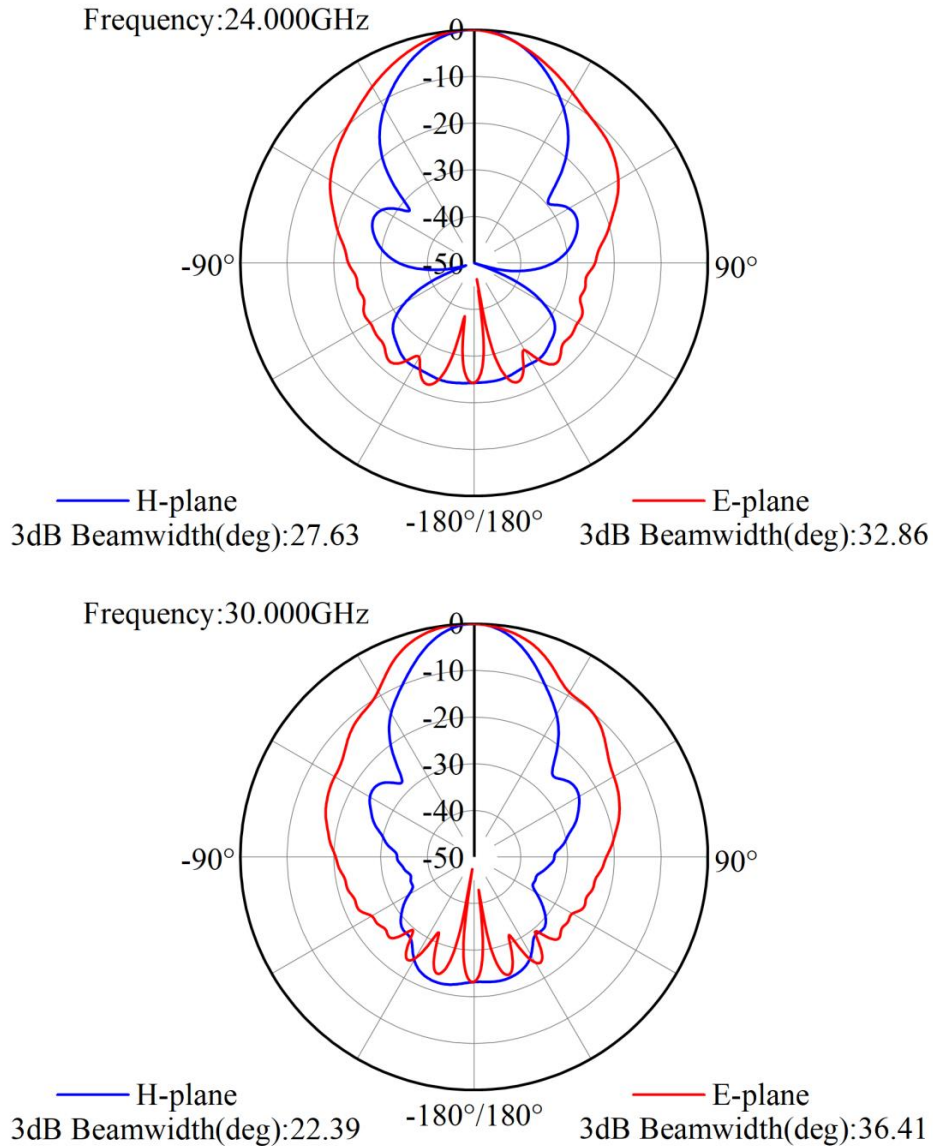 Frequency:24.000GHz
0
-10
-20
-30
-40
-90° -50 90°
H-plane E-plane
-180°/180°
3dB Beamwidth(deg):27.63 3dB Beamwidth(deg):32.86
Frequency:30.000GHz
0
-10
-20
-30
-40
-90° -50 90°
H-plane E-plane
-180°/180°
3dB Beamwidth(deg):22.39 3dB Beamwidth(deg):36.41